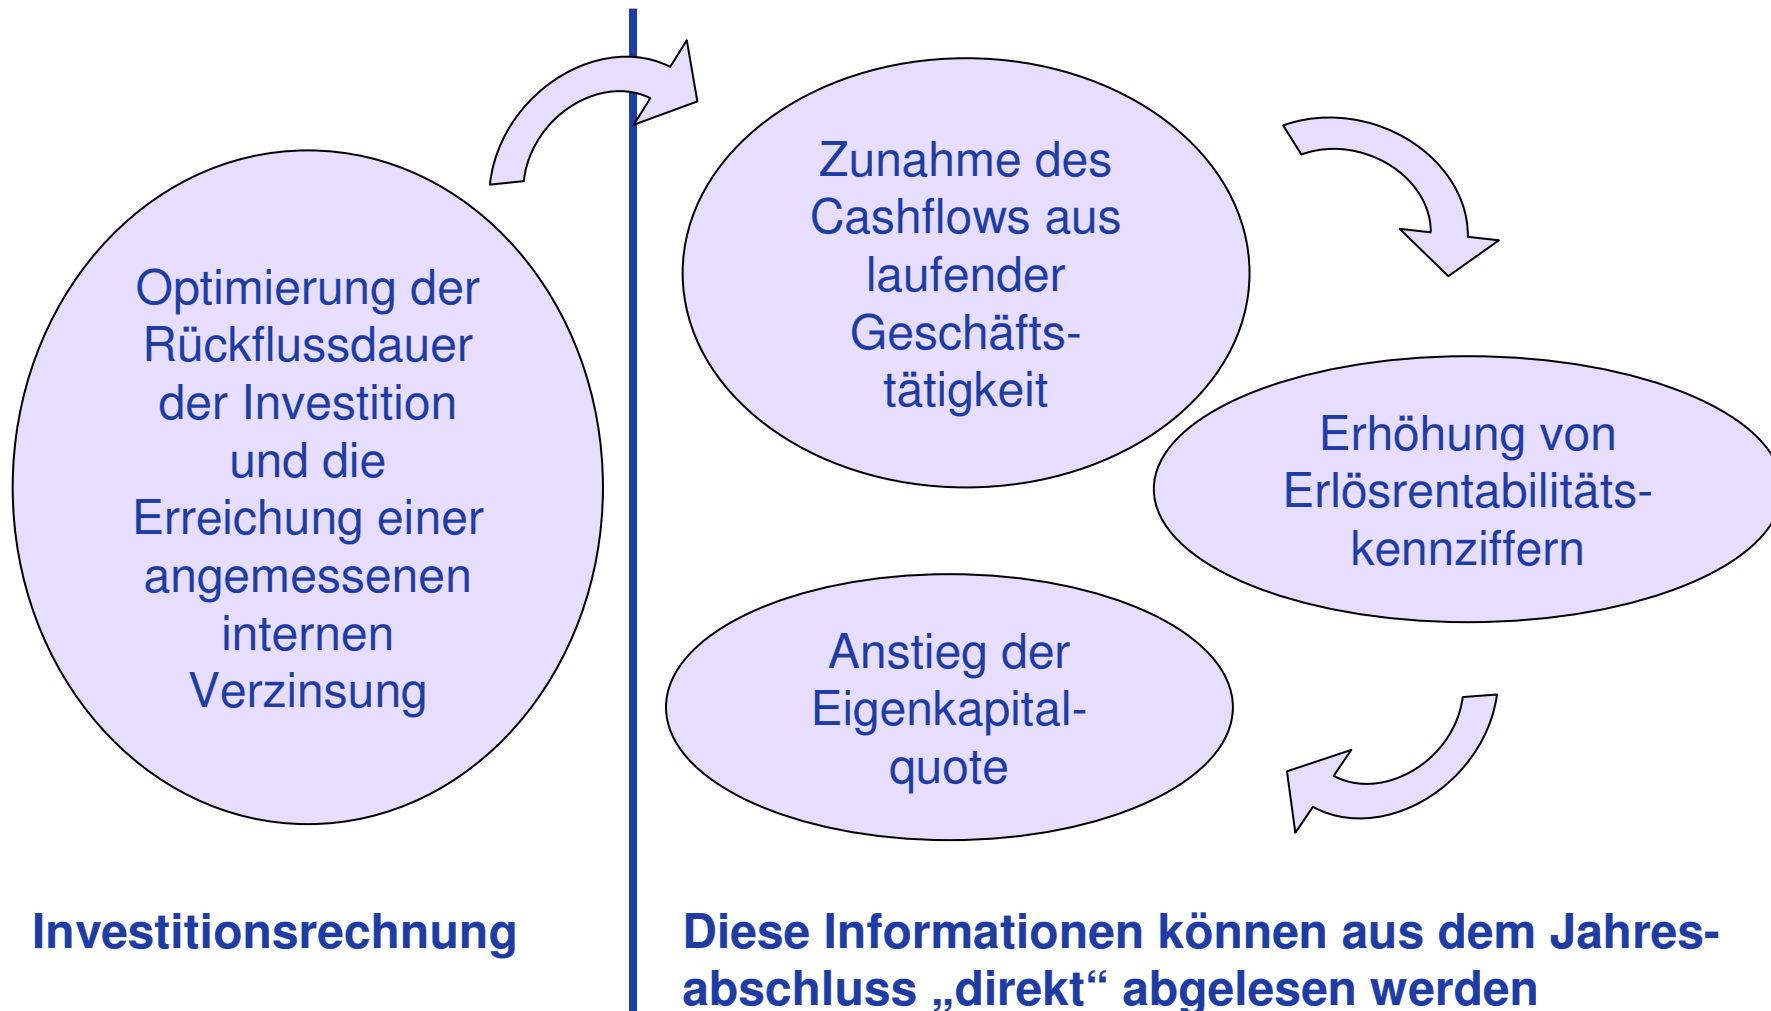 Optimierung der
Rückflussdauer
der Investition
und die
Erreichung einer
angemessenen
internen
Verzinsung
Zunahme des
Cashflows aus
laufender
Geschäfts-
tätigkeit
Erhöhung von
Erlösrentabilitäts-
kennziffern
Anstieg der
Eigenkapital-
quote
Investitionsrechnung
Diese Informationen können aus dem Jahres-
abschluss „direkt“ abgelesen werden